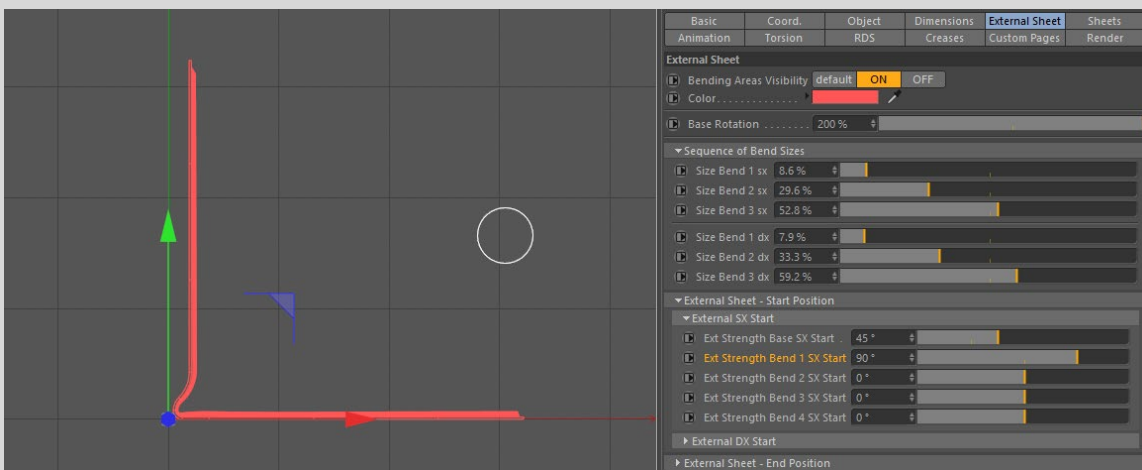 Basic Coord. Object Dimensions External Sheet Sheets
Animation Torsion RDS Creases Custom Pages Render
External Sheet
Bending Areas Visibility default ON OFF
Color . . . . . . . . . . . . . .
Base Rotation . . . . . . . . 200 %
Sequence of Bend Sizes
Size Bend 1 sx 8.6 %
Size Bend 2 sx 29.6 %
Size Bend 3 sx 52.8 %
Size Bend 1 dx 7.9 %
Size Bend 2 dx 33.3 %
Size Bend 3 dx 59.2 %
External Sheet - Start Position
External SX Start
Ext Strength Base SX Start . 45 °
Ext Strength Bend 1 SX Start 90 °
Ext Strength Bend 2 SX Start 0 °
Ext Strength Bend 3 SX Start 0 °
Ext Strength Bend 4 SX Start 0 °
External DX Start
External Sheet - End Position